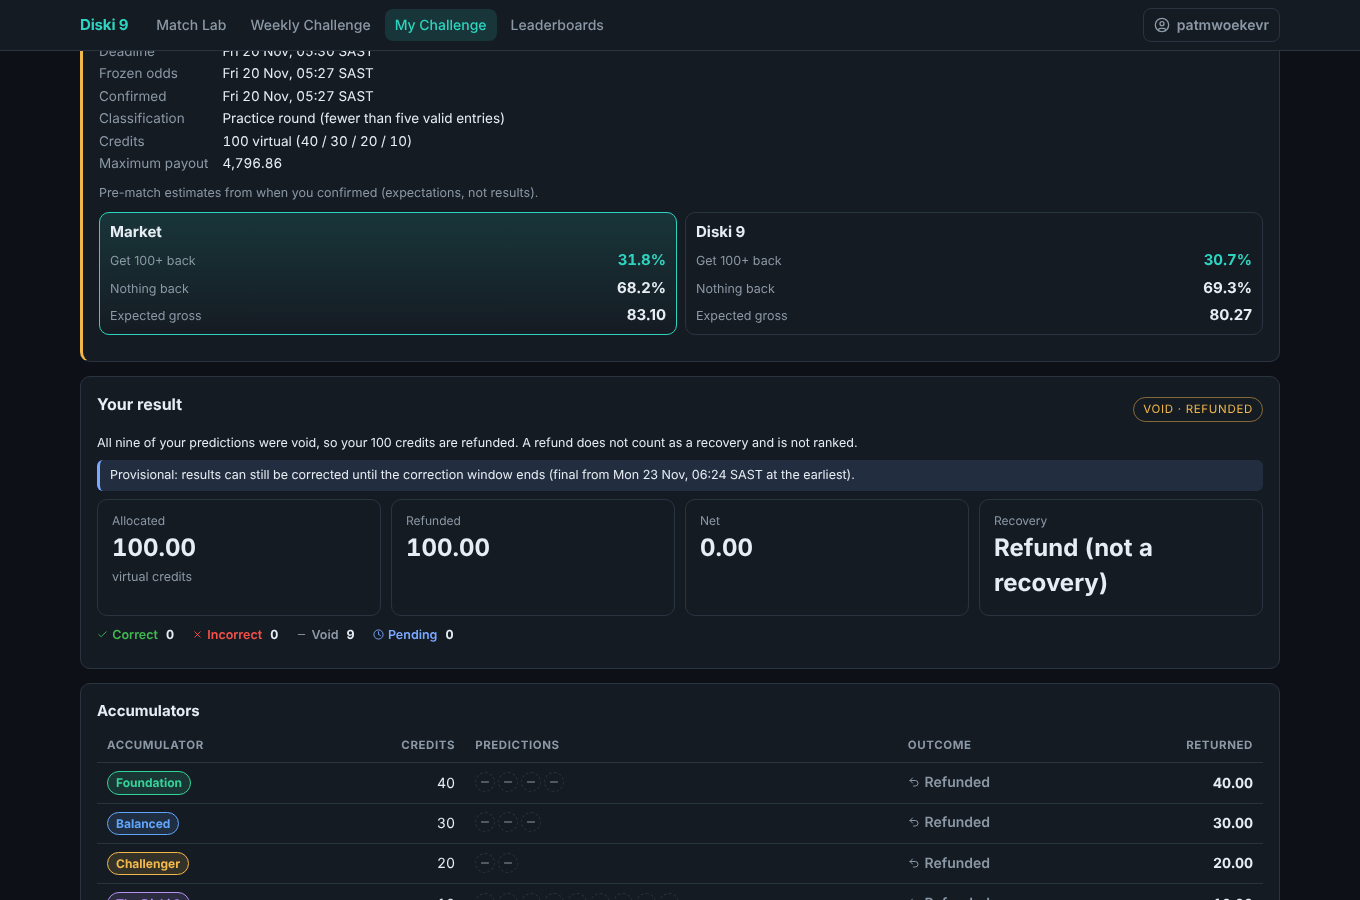 Diski 9 Match Lab Weekly Challenge My Challenge Leaderboards patmwoekevr
Deadline Fri 20 Nov, 05:30 SAST
Frozen odds Fri 20 Nov, 05:27 SAST
Confirmed Fri 20 Nov, 05:27 SAST
Classification Practice round (fewer than five valid entries)
Credits 100 virtual (40 / 30 / 20 / 10)
Maximum payout 4,796.86
Pre-match estimates from when you confirmed (expectations, not results).
Market
Get 100+ back 31.8%
Nothing back 68.2%
Expected gross 83.10
Diski 9
Get 100+ back 30.7%
Nothing back 69.3%
Expected gross 80.27
Your result
VOID · REFUNDED
All nine of your predictions were void, so your 100 credits are refunded. A refund does not count as a recovery and is not ranked.
Provisional: results can still be corrected until the correction window ends (final from Mon 23 Nov, 06:24 SAST at the earliest).
Allocated
100.00
virtual credits
Refunded
100.00
Net
0.00
Recovery
Refund (not a
recovery)
Correct 0 Incorrect 0 Void 9 Pending 0
Accumulators
ACCUMULATOR CREDITS PREDICTIONS OUTCOME RETURNED
Foundation 40 Refunded 40.00
Balanced 30 Refunded 30.00
Challenger 20 Refunded 20.00